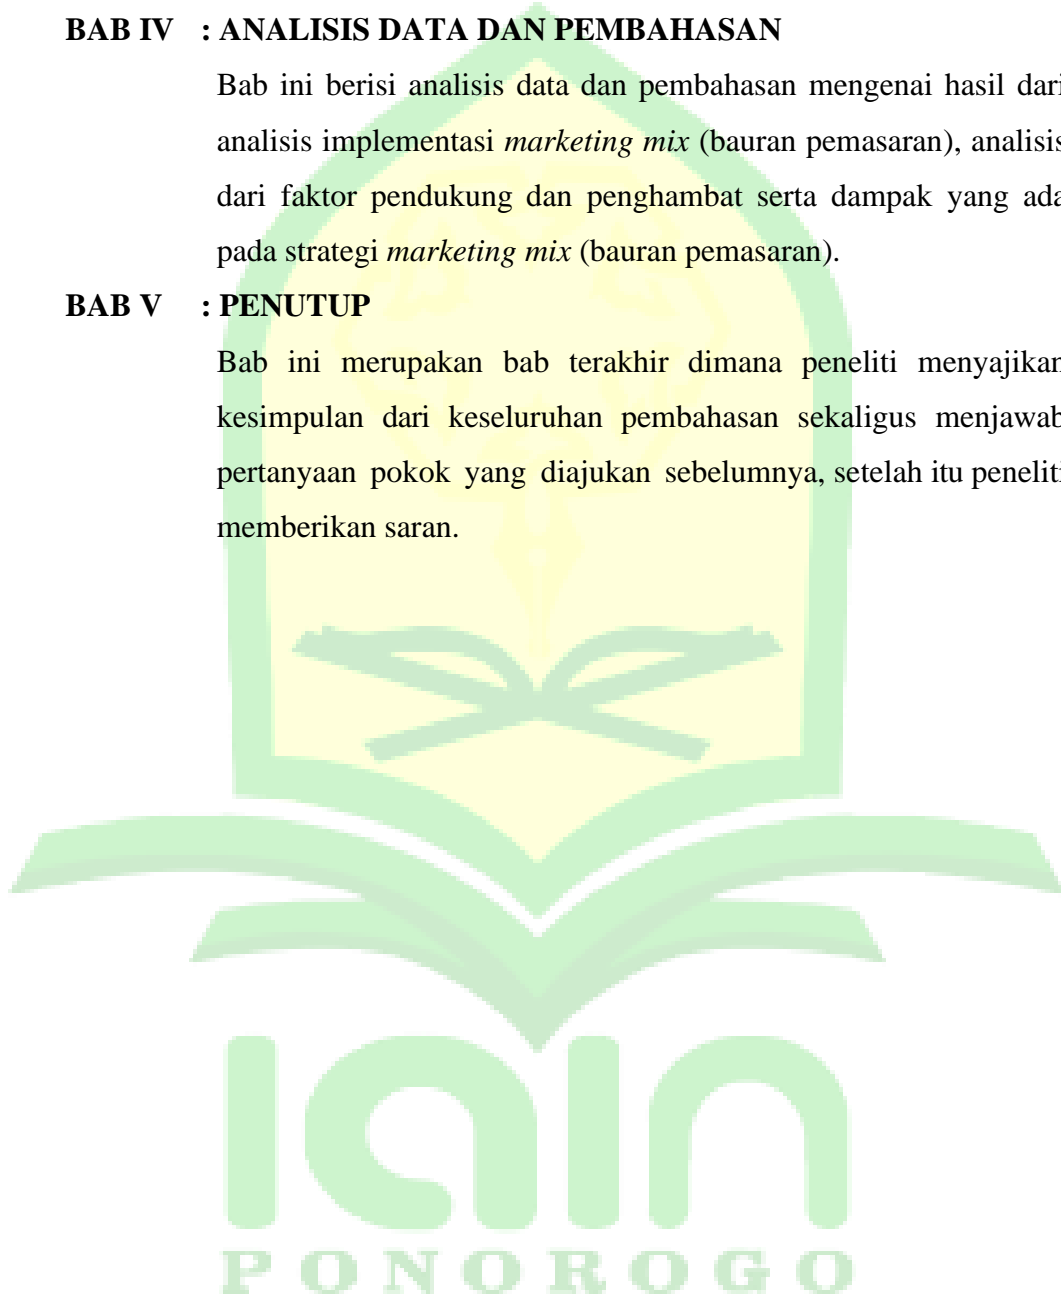 BAB IV : ANALISIS DATA DAN PEMBAHASAN
Bab ini berisi analisis data dan pembahasan mengenai hasil dari
analisis implementasi marketing mix (bauran pemasaran), analisis
dari faktor pendukung dan penghambat serta dampak yang ada
pada strategi marketing mix (bauran pemasaran).
BAB V : PENUTUP
Bab ini merupakan bab terakhir dimana peneliti menyajikan
kesimpulan dari keseluruhan pembahasan sekaligus menjawab
pertanyaan pokok yang diajukan sebelumnya, setelah itu peneliti
memberikan saran.
iain
PONOROGO